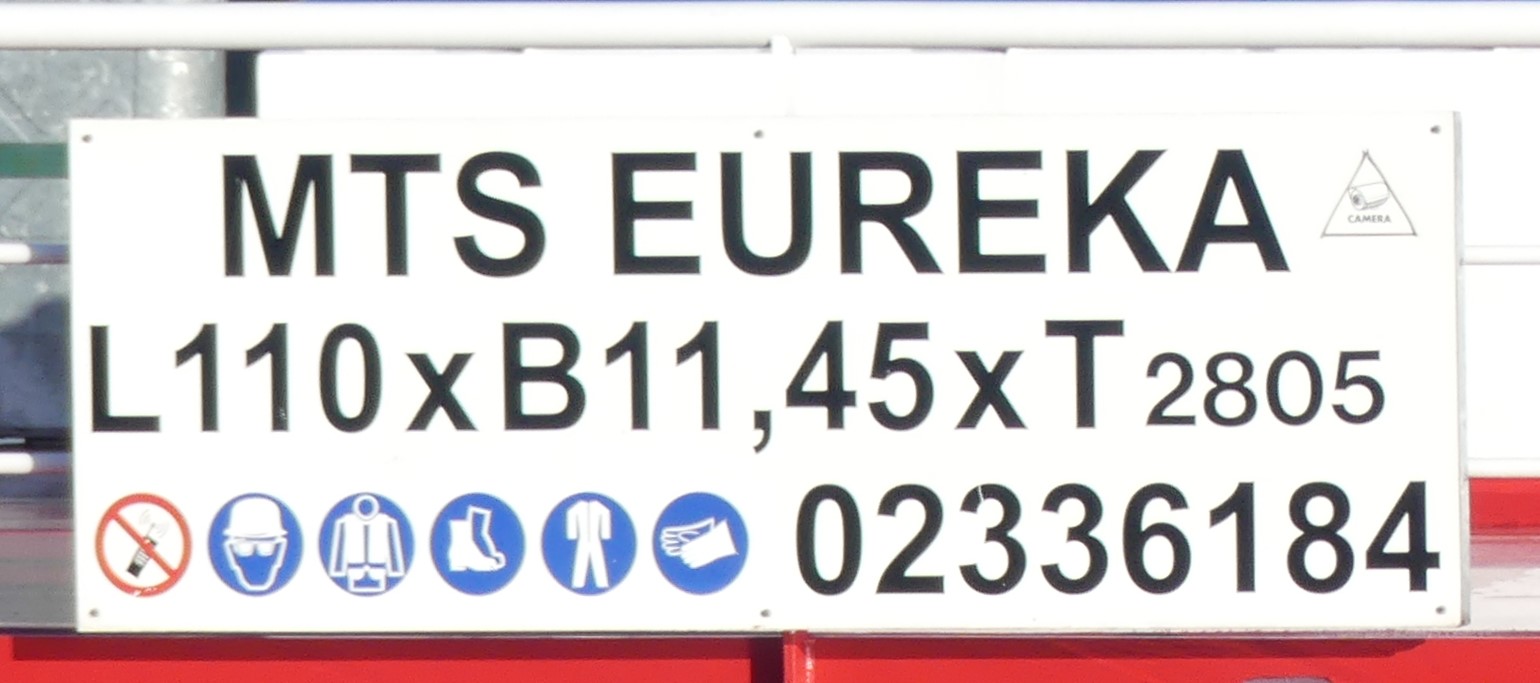 MTS EUREKA
CAMERA
L110xB11,45xT2805
02336184